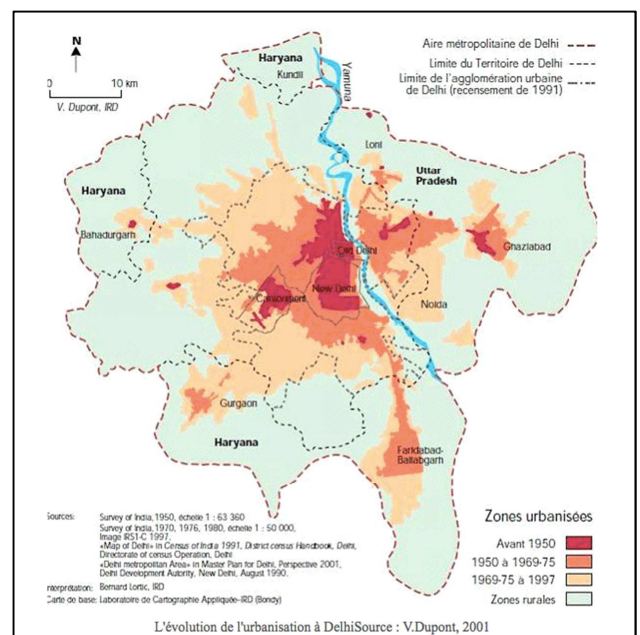 N
0 10 km
V. Dupont, IRD
Aire métropolitaine de Delhi
Limite du Territoire de Delhi
Limite de l'agglomération urbaine
de Delhi (recensement de 1991)
Haryana
Kundli
Yamuna
Loni
Uttar
Pradesh
Haryana
Bahadurgarh
Ghaziabad
Old Delhi
New Delhi
Cantonment
Noida
Gurgaon
Haryana
Faridabad-
Ballabgarh
Sources: Survey of India, 1950, échelle 1 : 63 360
Survey of India, 1970, 1976, 1980, échelle 1 : 50 000,
Image IRS1-C 1997,
«Map of Delhi» in Census of India 1991, District census Handbook, Delhi,
Directorate of census Operation, Delhi
«Delhi metropolitan Area» in Master Plan for Delhi, Perspective 2001,
Delhi Development Autority, New Delhi, August 1990.
nterprétation: Bernard Lortic, IRD
Carte de base: Laboratoire de Cartographie Appliquée-IRD (Bondy)
Zones urbanisées
Avant 1950
1950 à 1969-75
1969-75 à 1997
Zones rurales
L'évolution de l'urbanisation à DelhiSource : V.Dupont, 2001